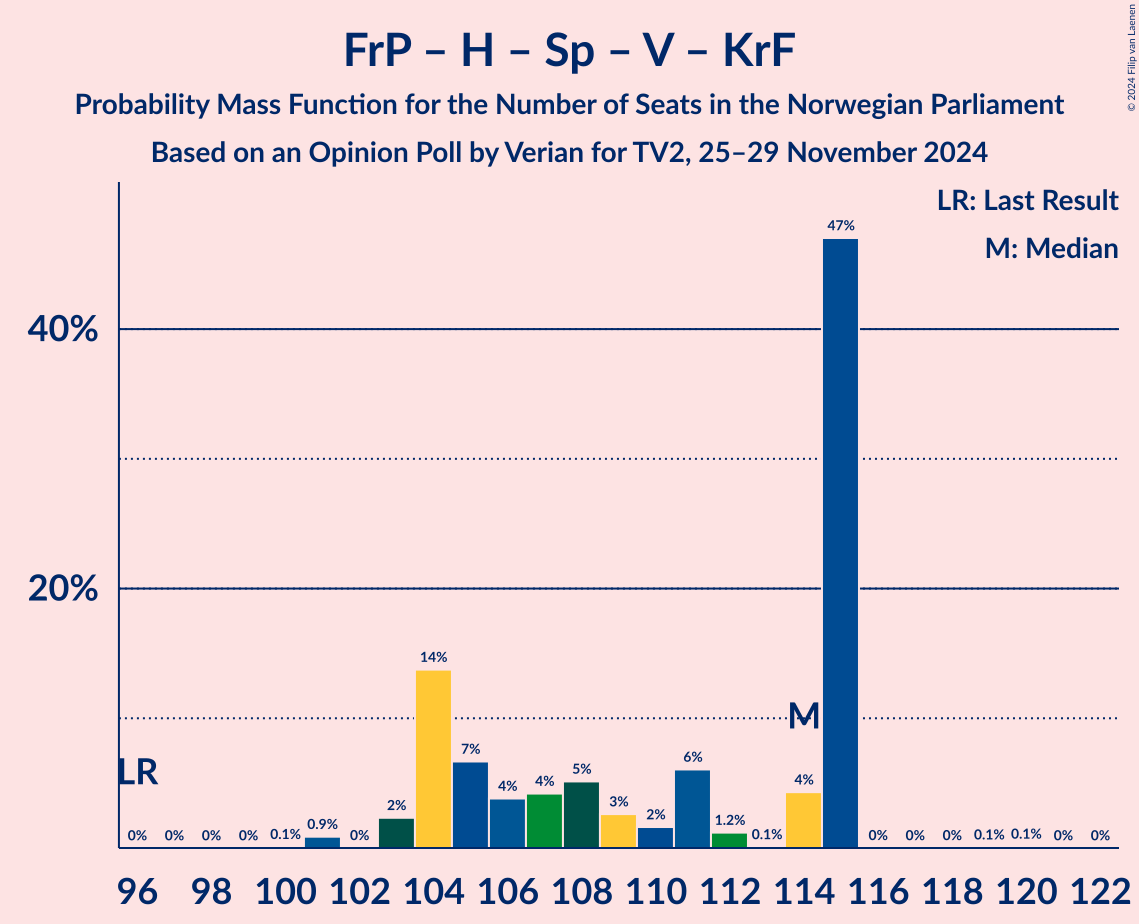 FrP – H – Sp – V – KrF
Probability Mass Function for the Number of Seats in the Norwegian Parliament
Based on an Opinion Poll by Verian for TV2, 25–29 November 2024
© 2024 Filip van Laenen
LR: Last Result
M: Median
40%
20%
LR
M
0% 0% 0% 0% 0.1% 0.9% 0% 2% 14% 7% 4% 4% 5% 3% 2% 6% 1.2% 0.1% 4% 47% 0% 0% 0% 0.1% 0.1% 0% 0%
96 98 100 102 104 106 108 110 112 114 116 118 120 122